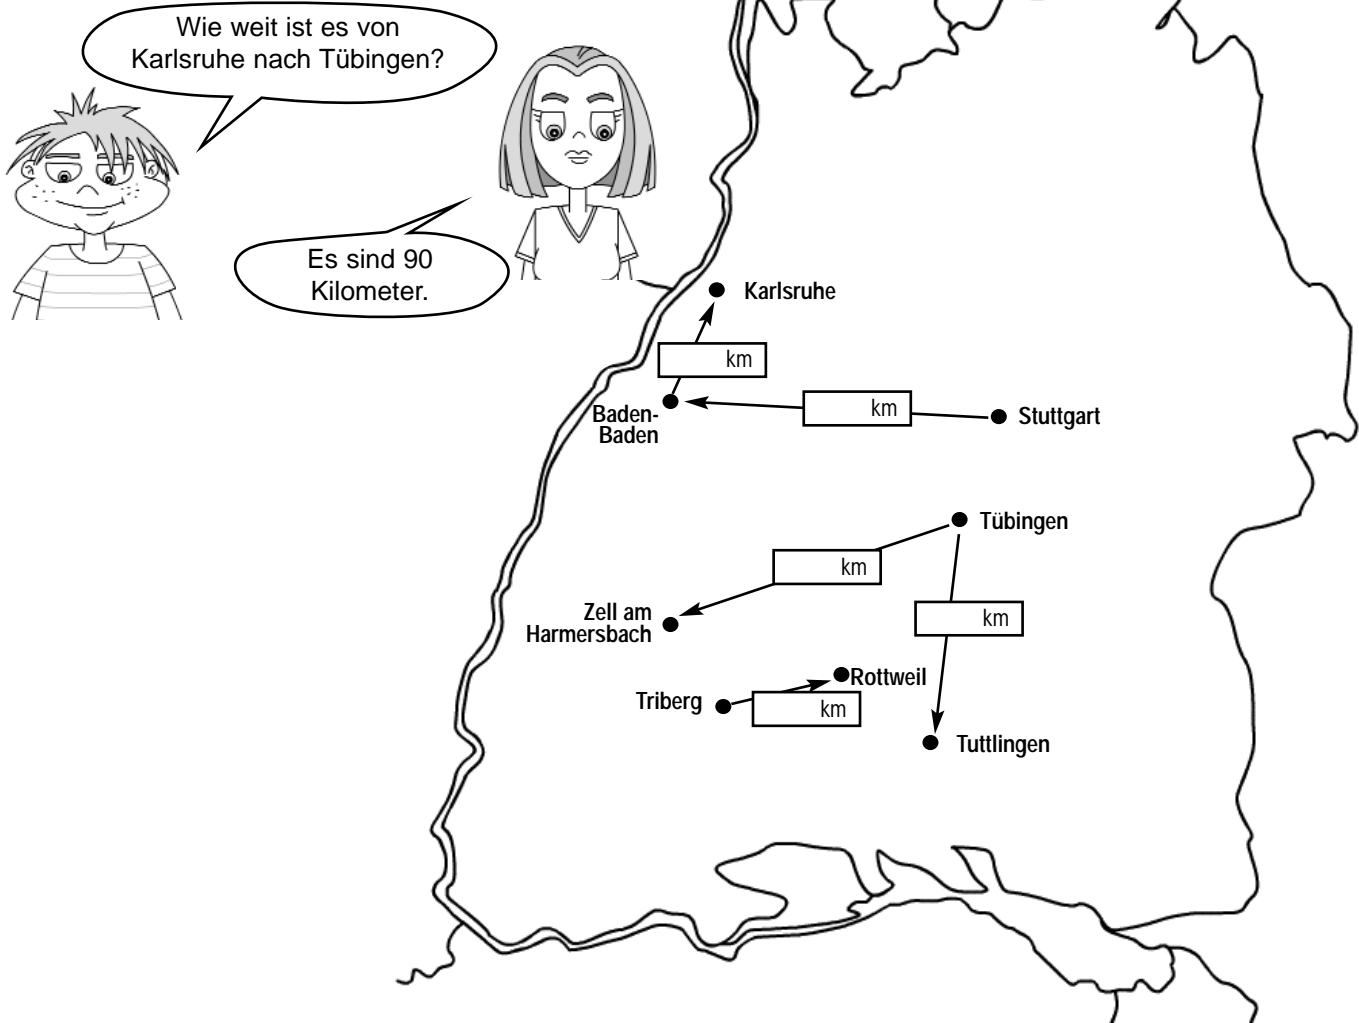 Wie weit ist es von
Karlsruhe nach Tübingen?
Es sind 90
Kilometer.
Karlsruhe
km
Baden-
Baden
km
Stuttgart
Tübingen
km
Zell am
Harmersbach
km
Rottweil
Triberg
km
Tuttlingen